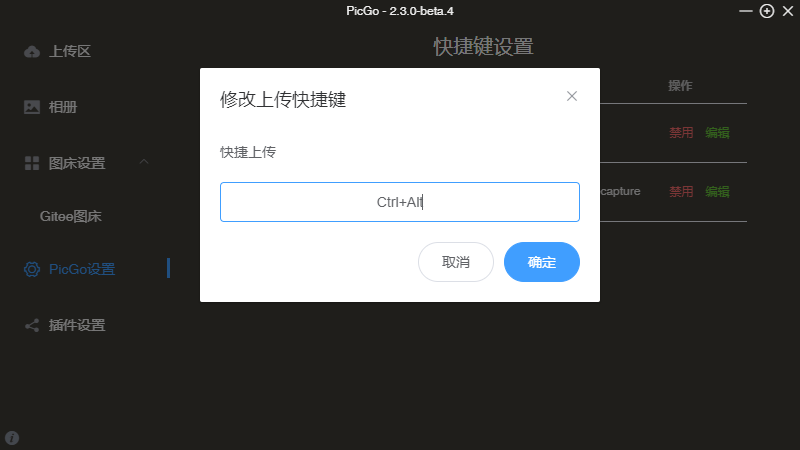 PicGo - 2.3.0-beta.4
上传区
相册
图床设置
Gitee图床
PicGo设置
插件设置
快捷键设置
操作
禁用 编辑
capture 禁用 编辑
修改上传快捷键
快捷上传
Ctrl+Alt
取消 确定